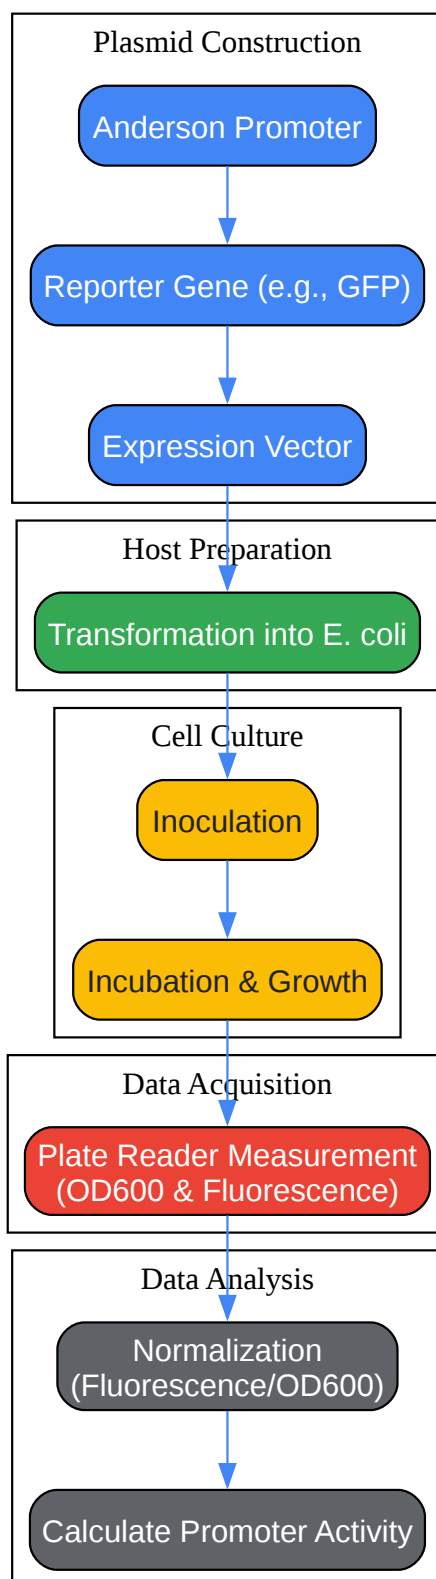 Plasmid Construction
Anderson Promoter
Reporter Gene (e.g., GFP)
Expression Vector
Host Preparation
Transformation into E. coli
Cell Culture
Inoculation
Incubation & Growth
Data Acquisition
Plate Reader Measurement
(OD600 & Fluorescence)
Data Analysis
Normalization
(Fluorescence/OD600)
Calculate Promoter Activity